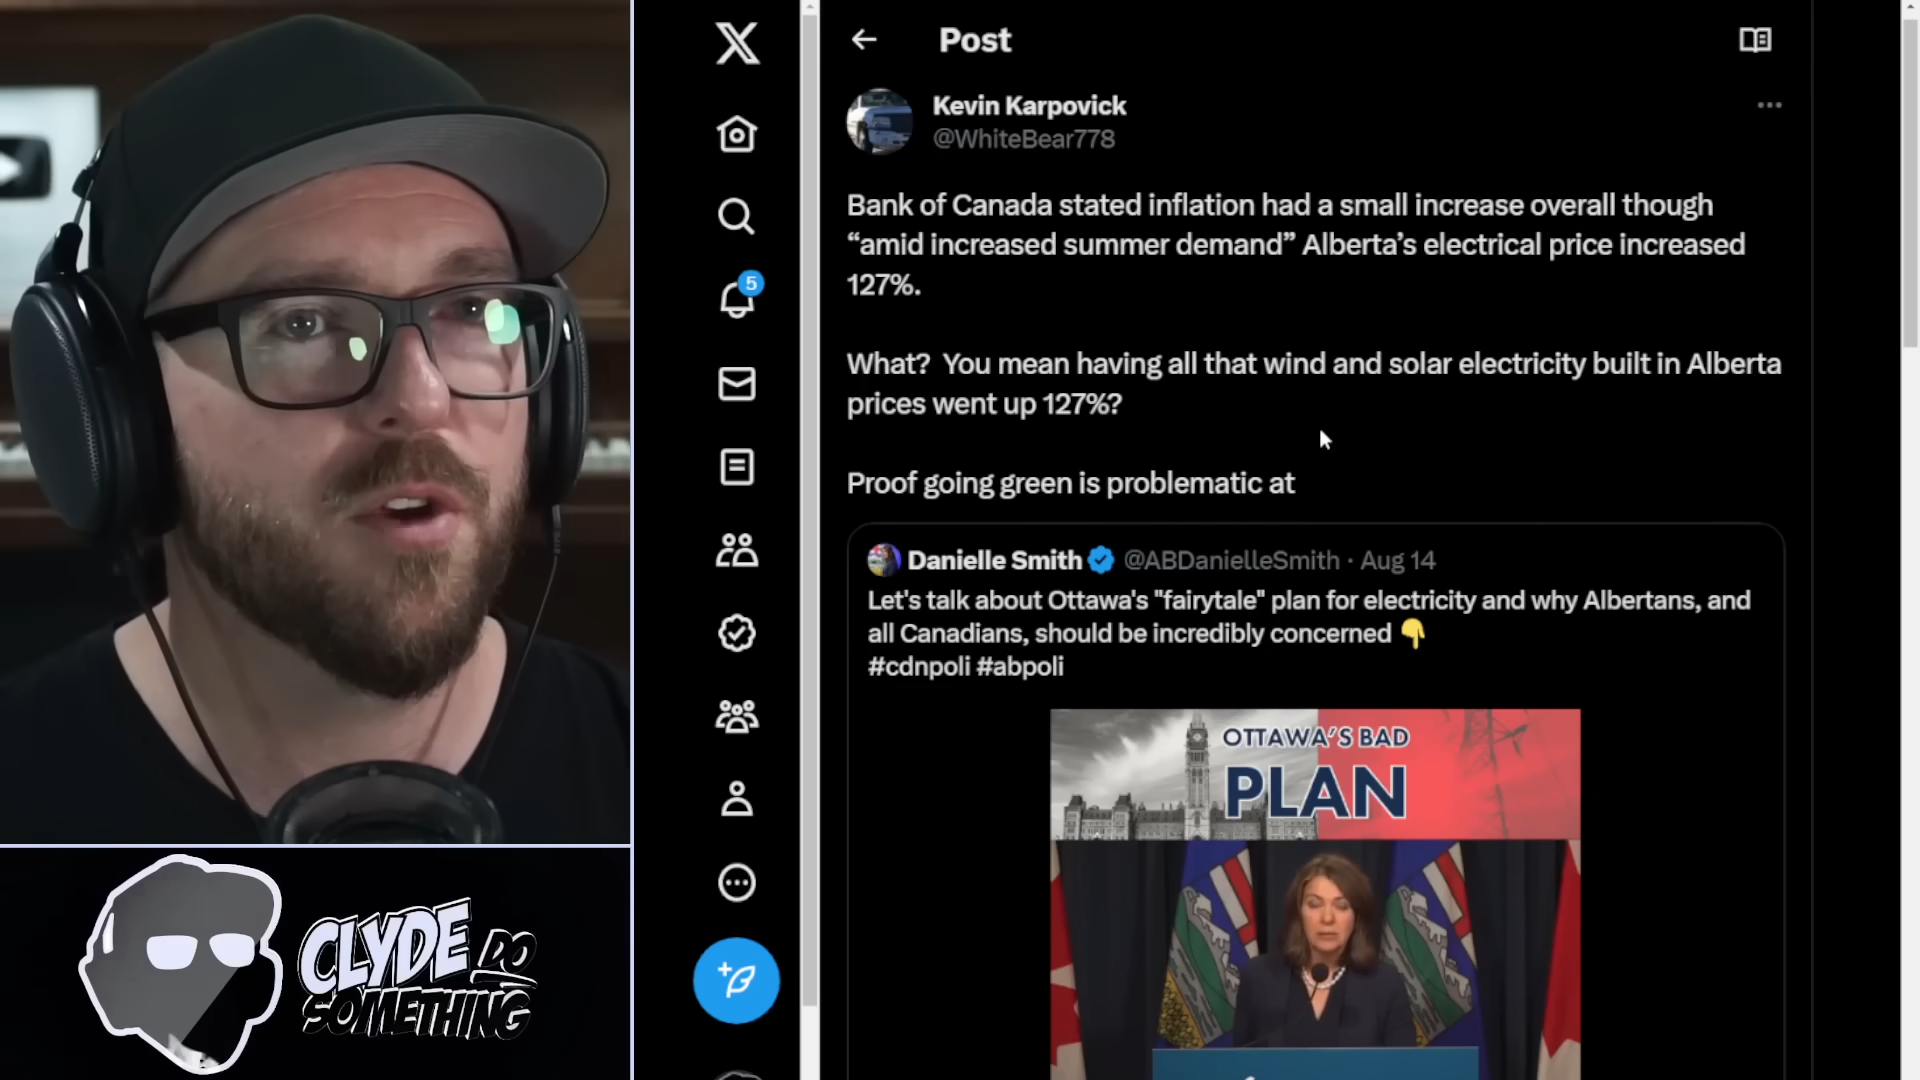 Post
Kevin Karpovick
@WhiteBear778
Bank of Canada stated inflation had a small increase overall though
“amid increased summer demand” Alberta’s electrical price increased
127%.
What?  You mean having all that wind and solar electricity built in Alberta
prices went up 127%?
Proof going green is problematic at
Danielle Smith @ABDanielleSmith · Aug 14
Let's talk about Ottawa's "fairytale" plan for electricity and why Albertans, and
all Canadians, should be incredibly concerned 👇
#cdnpoli #abpoli
OTTAWA'S BAD
PLAN
5
CLYDE DO
SOMETHING